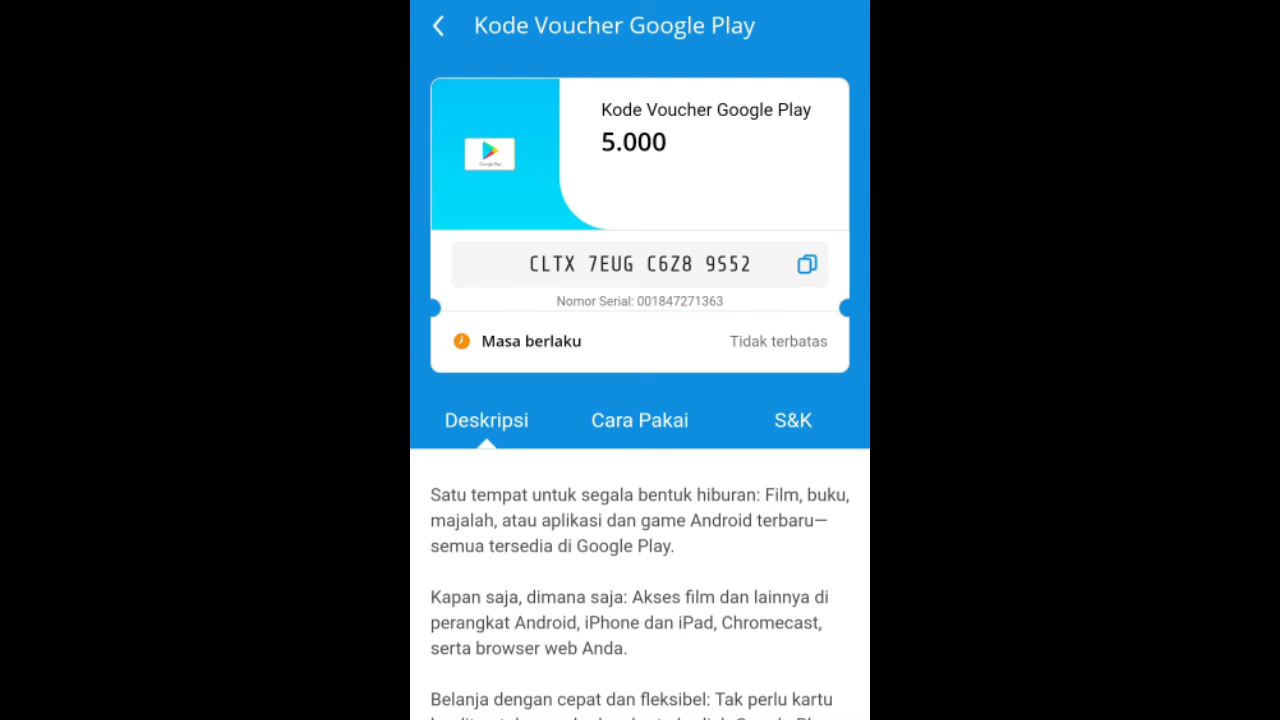 Kode Voucher Google Play
Kode Voucher Google Play
5.000
Google Play
CLTX 7EUG C6Z8 9S52
Nomor Serial: 001847271363
Masa berlaku
Tidak terbatas
Deskripsi
Cara Pakai
S&K
Satu tempat untuk segala bentuk hiburan: Film, buku,
majalah, atau aplikasi dan game Android terbaru—
semua tersedia di Google Play.
Kapan saja, dimana saja: Akses film dan lainnya di
perangkat Android, iPhone dan iPad, Chromecast,
serta browser web Anda.
Belanja dengan cepat dan fleksibel: Tak perlu kartu